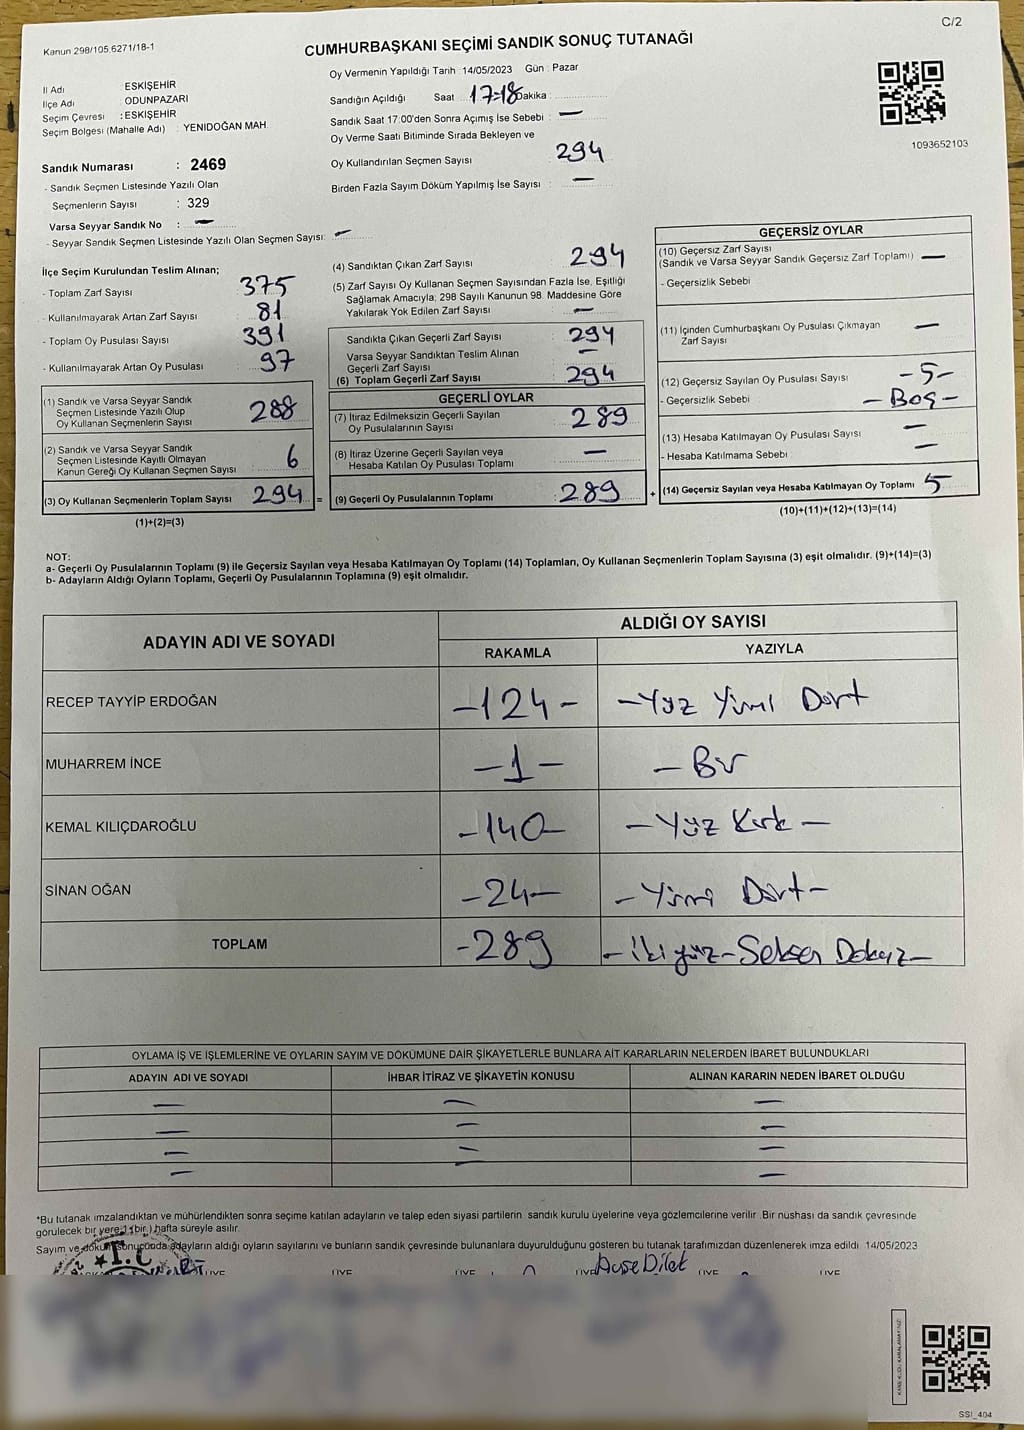 C/2
Kanun 298/105,6271/18-1
CUMHURBAŞKANI SEÇİMİ SANDIK SONUÇ TUTANAĞI
Oy Vermenin Yapıldığı Tarih : 14/05/2023 Gün : Pazar
İl Adı : ESKİŞEHİR
İlçe Adı ODUNPAZARI
Seçim Çevresi : ESKİŞEHİR
Seçim Bölgesi (Mahalle Adı) : YENİDOĞAN MAH.
Sandığın Açıldığı Saat 17:18 Dakika :
Sandık Saat 17:00'den Sonra Açımış İse Sebebi : —
Oy Verme Saati Bitiminde Sırada Bekleyen ve
Oy Kullandırılan Seçmen Sayısı : 294
Birden Fazla Sayım Döküm Yapılmış İse Sayısı : —
1093652103
Sandık Numarası : 2469
- Sandık Seçmen Listesinde Yazılı Olan
Seçmenlerin Sayısı : 329
Varsa Seyyar Sandık No : —
- Seyyar Sandık Seçmen Listesinde Yazılı Olan Seçmen Sayısı: —
İlçe Seçim Kurulundan Teslim Alınan;
- Toplam Zarf Sayısı 375
- Kullanılmayarak Artan Zarf Sayısı : 81
- Toplam Oy Pusulası Sayısı 391
- Kullanılmayarak Artan Oy Pusulası : 97
(1) Sandık ve Varsa Seyyar Sandık
Seçmen Listesinde Yazılı Olup
Oy Kullanan Seçmenlerin Sayısı : 288
(2) Sandık ve Varsa Seyyar Sandık
Seçmen Listesinde Kayıtlı Olmayan
Kanun Gereği Oy Kullanan Seçmen Sayısı : 6
(3) Oy Kullanan Seçmenlerin Toplam Sayısı : 294 =
(1)+(2)=(3)
(4) Sandıktan Çıkan Zarf Sayısı : 294
(5) Zarf Sayısı Oy Kullanan Seçmen Sayısından Fazla İse, Eşitliği
Sağlamak Amacıyla; 298 Sayılı Kanunun 98. Maddesine Göre
Yakılarak Yok Edilen Zarf Sayısı : —
Sandıkta Çıkan Geçerli Zarf Sayısı : 294
Varsa Seyyar Sandıktan Teslim Alınan
Geçerli Zarf Sayısı : —
(6) Toplam Geçerli Zarf Sayısı : 294
GEÇERLİ OYLAR
(7) İtiraz Edilmeksizin Geçerli Sayılan
Oy Pusulalarının Sayısı : 289
(8) İtiraz Üzerine Geçerli Sayılan veya
Hesaba Katılan Oy Pusulası Toplamı : —
(9) Geçerli Oy Pusulalarının Toplamı : 289 +
GEÇERSİZ OYLAR
(10) Geçersiz Zarf Sayısı
(Sandık ve Varsa Seyyar Sandık Geçersiz Zarf Toplamı) —
- Geçersizlik Sebebi :
(11) İçinden Cumhurbaşkanı Oy Pusulası Çıkmayan
Zarf Sayısı : —
(12) Geçersiz Sayılan Oy Pusulası Sayısı : -5-
- Geçersizlik Sebebi : - Boş -
(13) Hesaba Katılmayan Oy Pusulası Sayısı : —
- Hesaba Katılmama Sebebi : —
(14) Geçersiz Sayılan veya Hesaba Katılmayan Oy Toplamı : 5
(10)+(11)+(12)+(13)=(14)
NOT:
a- Geçerli Oy Pusulalarının Toplamı (9) ile Geçersiz Sayılan veya Hesaba Katılmayan Oy Toplamı (14) Toplamları, Oy Kullanan Seçmenlerin Toplam Sayısına (3) eşit olmalıdır. (9)+(14)=(3)
b- Adayların Aldığı Oyların Toplamı, Geçerli Oy Pusulalarının Toplamına (9) eşit olmalıdır.
ADAYIN ADI VE SOYADI ALDIĞI OY SAYISI
RAKAMLA YAZIYLA
RECEP TAYYİP ERDOĞAN -124- - Yüz Yirmi Dört
MUHARREM İNCE -1- - Bir
KEMAL KILIÇDAROĞLU -140- - Yüz Kırk -
SİNAN OĞAN -24- - Yirmi Dört -
TOPLAM -289 - iki yüz - Seksen Dokuz -
OYLAMA İŞ VE İŞLEMLERİNE VE OYLARIN SAYIM VE DÖKÜMÜNE DAİR ŞİKAYETLERLE BUNLARA AİT KARARLARIN NELERDEN İBARET BULUNDUKLARI
ADAYIN ADI VE SOYADI İHBAR İTİRAZ VE ŞİKAYETİN KONUSU ALINAN KARARIN NEDEN İBARET OLDUĞU
— — —
— — —
— — —
— — —
*Bu tutanak imzalandıktan ve mühürlendikten sonra seçime katılan adayların ve talep eden siyasi partilerin sandık kurulu üyelerine veya gözlemcilerine verilir. Bir nüshası da sandık çevresinde
görülecek bir yere 1 (bir ) hafta süreyle asılır.
Sayım ve döküm sonucunda adayların aldığı oyların sayılarını ve bunların sandık çevresinde bulunanlara duyurulduğunu gösteren bu tutanak tarafımızdan düzenlenerek imza edildi 14/05/2023
T.C
ÜYE ÜYE ÜYE ÜYE Ayşe Dilek ÜYE ÜYE
SSI_404